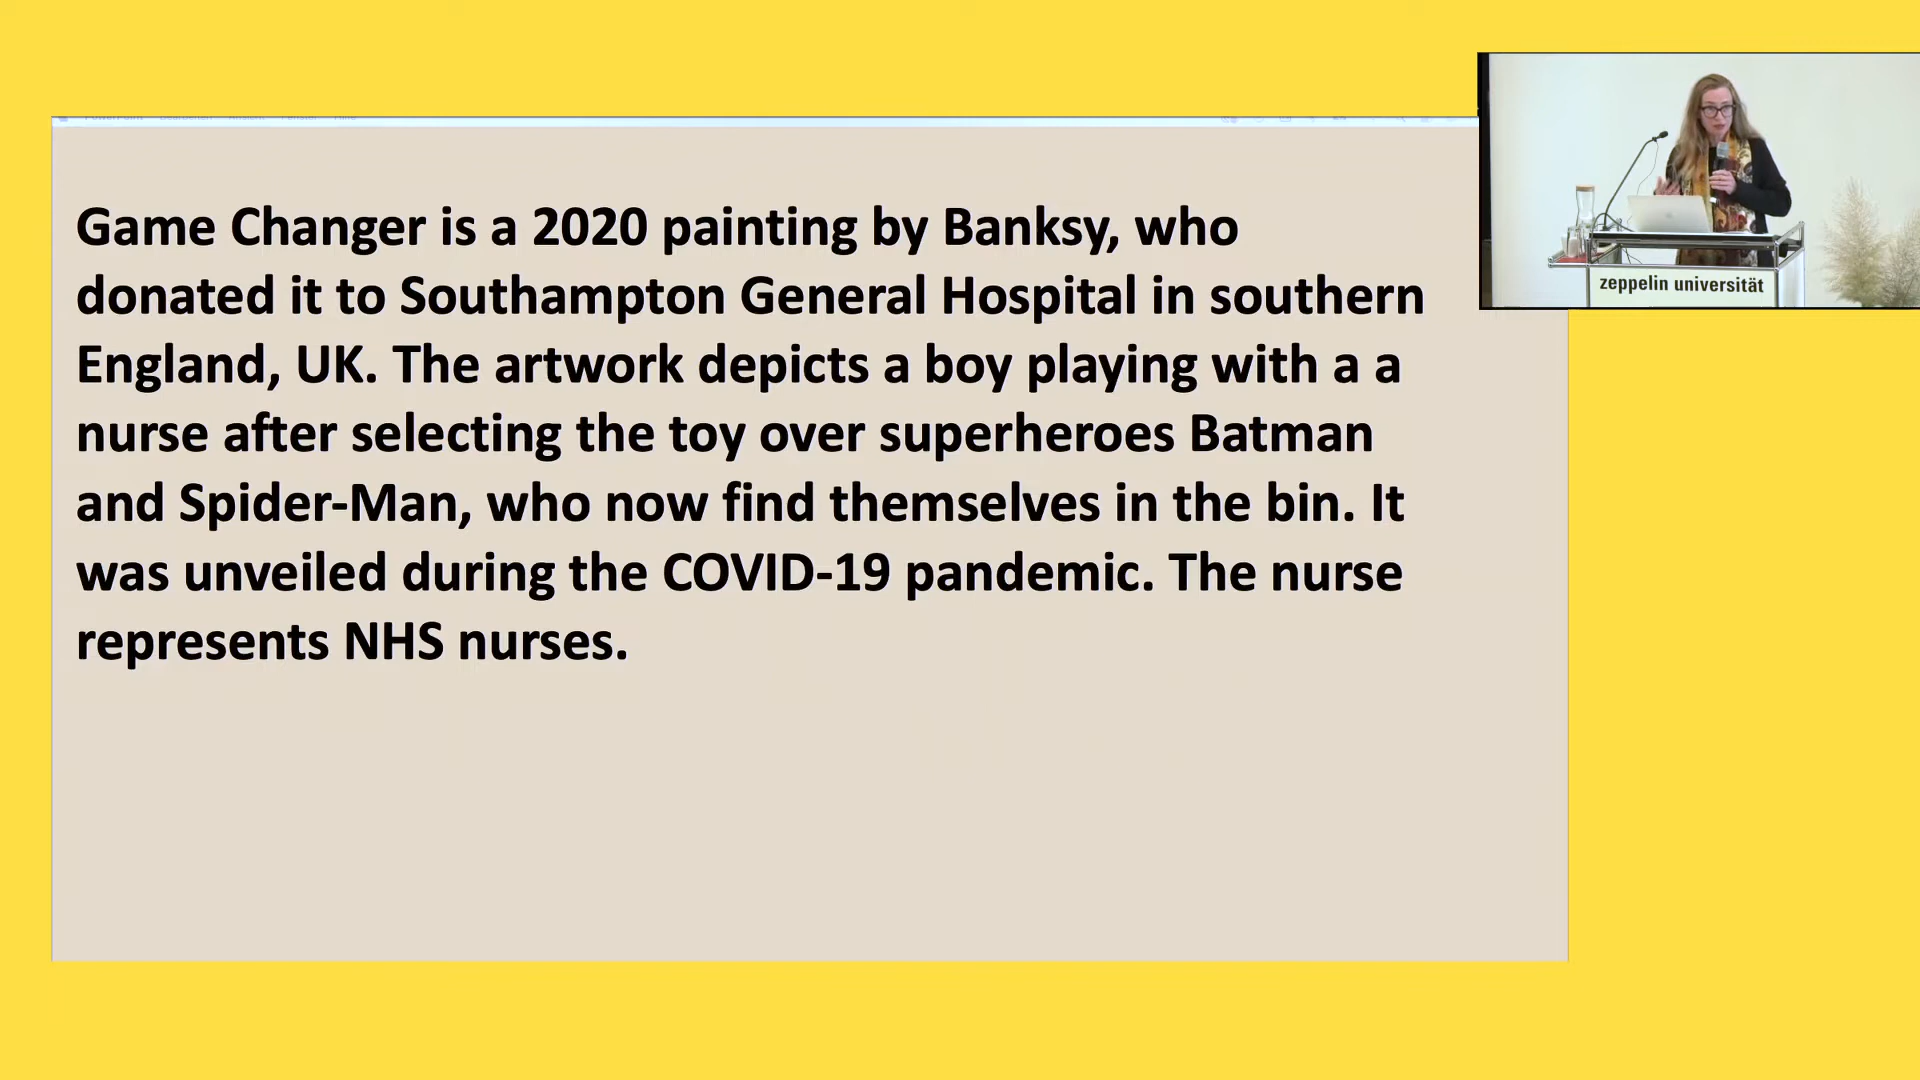 Game Changer is a 2020 painting by Banksy, who
donated it to Southampton General Hospital in southern
England, UK. The artwork depicts a boy playing with a a
nurse after selecting the toy over superheroes Batman
and Spider-Man, who now find themselves in the bin. It
was unveiled during the COVID-19 pandemic. The nurse
represents NHS nurses.
zeppelin universität